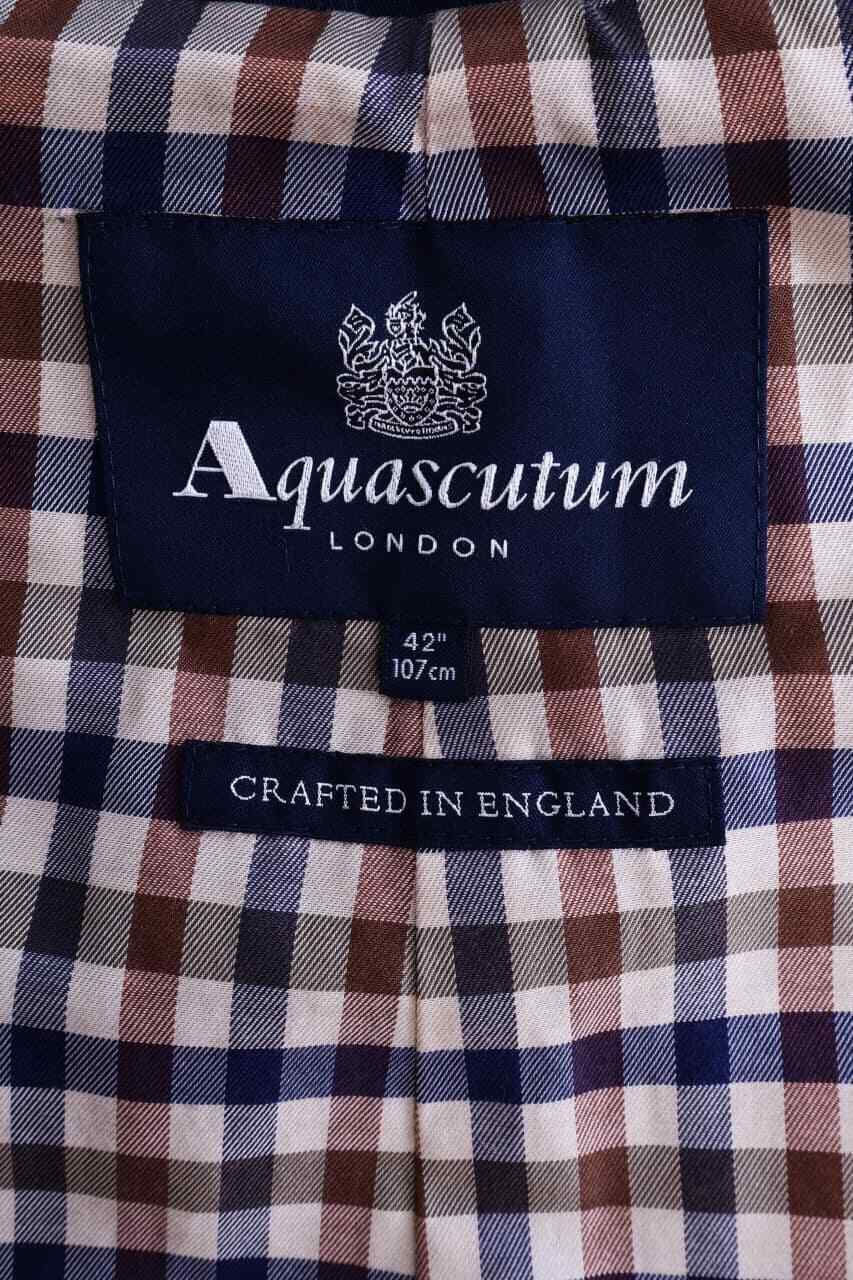 Aquascutum
LONDON
42"
107cm
CRAFTED IN ENGLAND